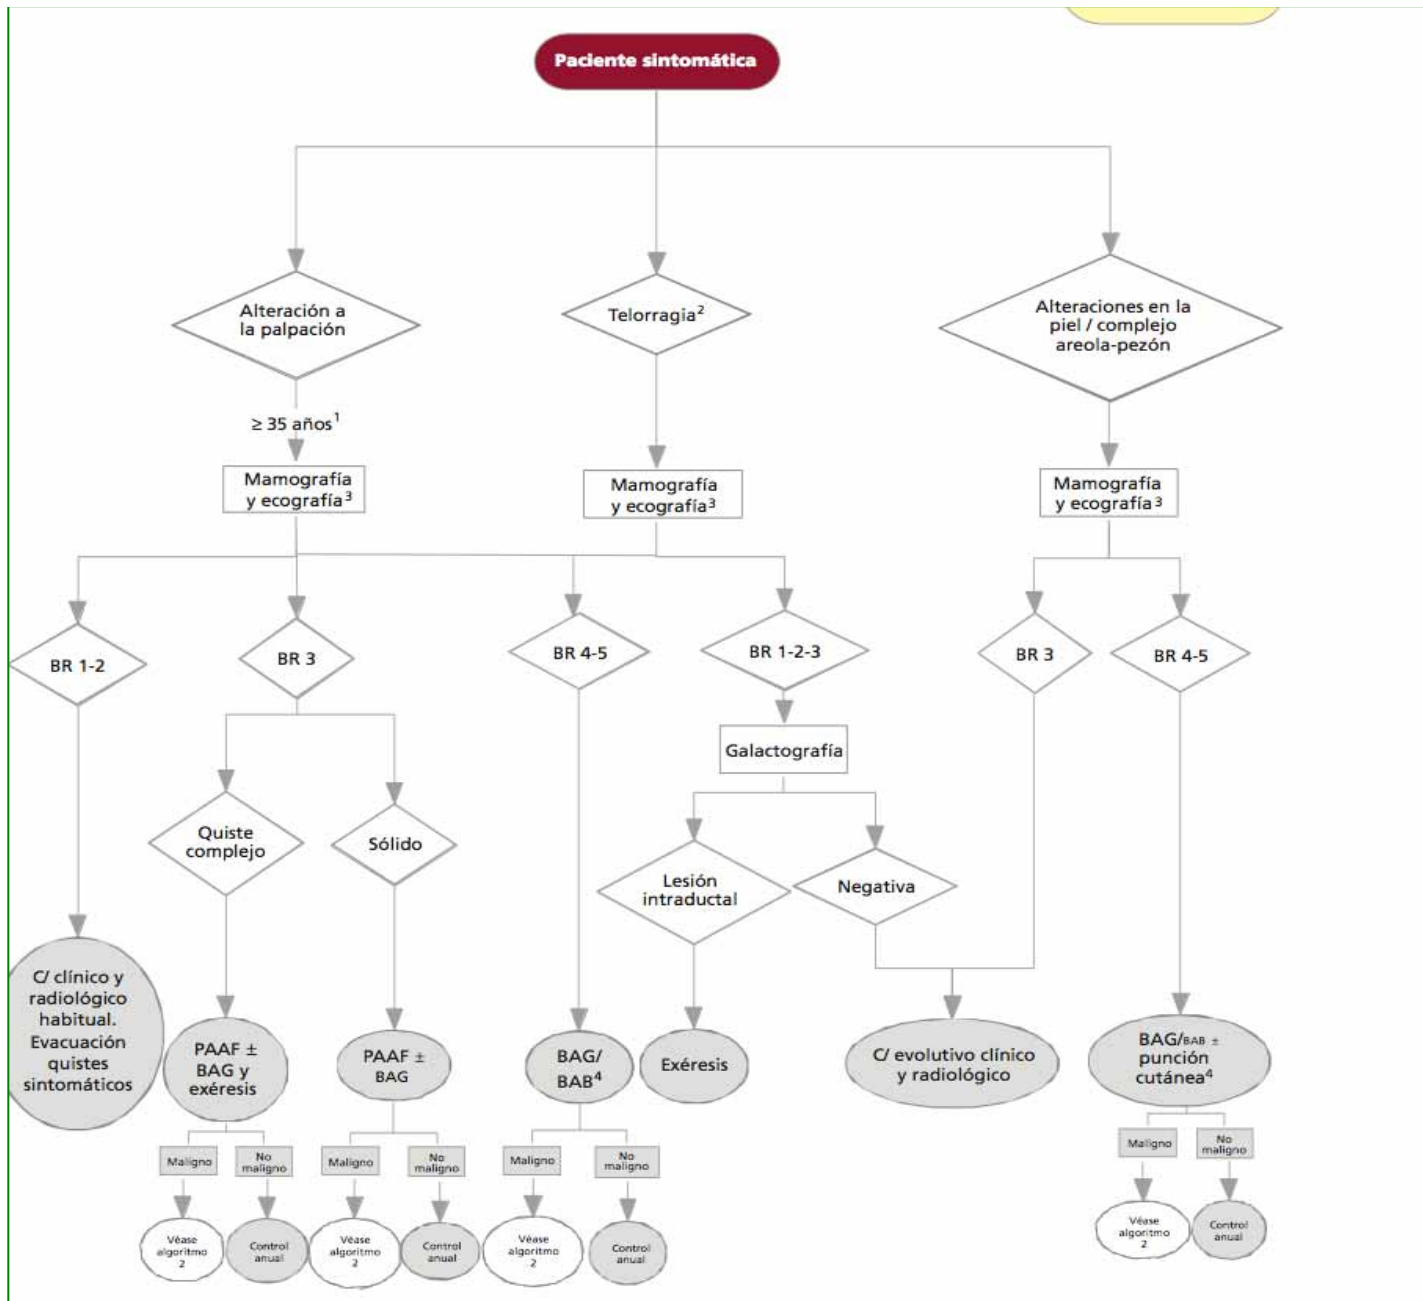 Paciente sintomática
Alteración a
la palpación
Telorragia²
Alteraciones en la
piel / complejo
areola-pezón
≥ 35 años¹
Mamografía
y ecografía³
Mamografía
y ecografía³
Mamografía
y ecografía³
BR 1-2
BR 3
BR 4-5
BR 1-2-3
BR 3
BR 4-5
Galactografía
Quiste
complejo
Sólido
Lesión
intraductal
Negativa
C/ clínico y
radiológico
habitual.
Evacuación
quistes
sintomáticos
PAAF ±
BAG y
exéresis
PAAF ±
BAG
BAG/
BAB⁴
Exéresis
C/ evolutivo clínico
y radiológico
BAG/BAB ±
punción
cutánea⁴
Maligno
No
maligno
Maligno
No
maligno
Maligno
No
maligno
Maligno
No
maligno
Véase
algoritmo
2
Control
anual
Véase
algoritmo
2
Control
anual
Véase
algoritmo
2
Control
anual
Véase
algoritmo
2
Control
anual